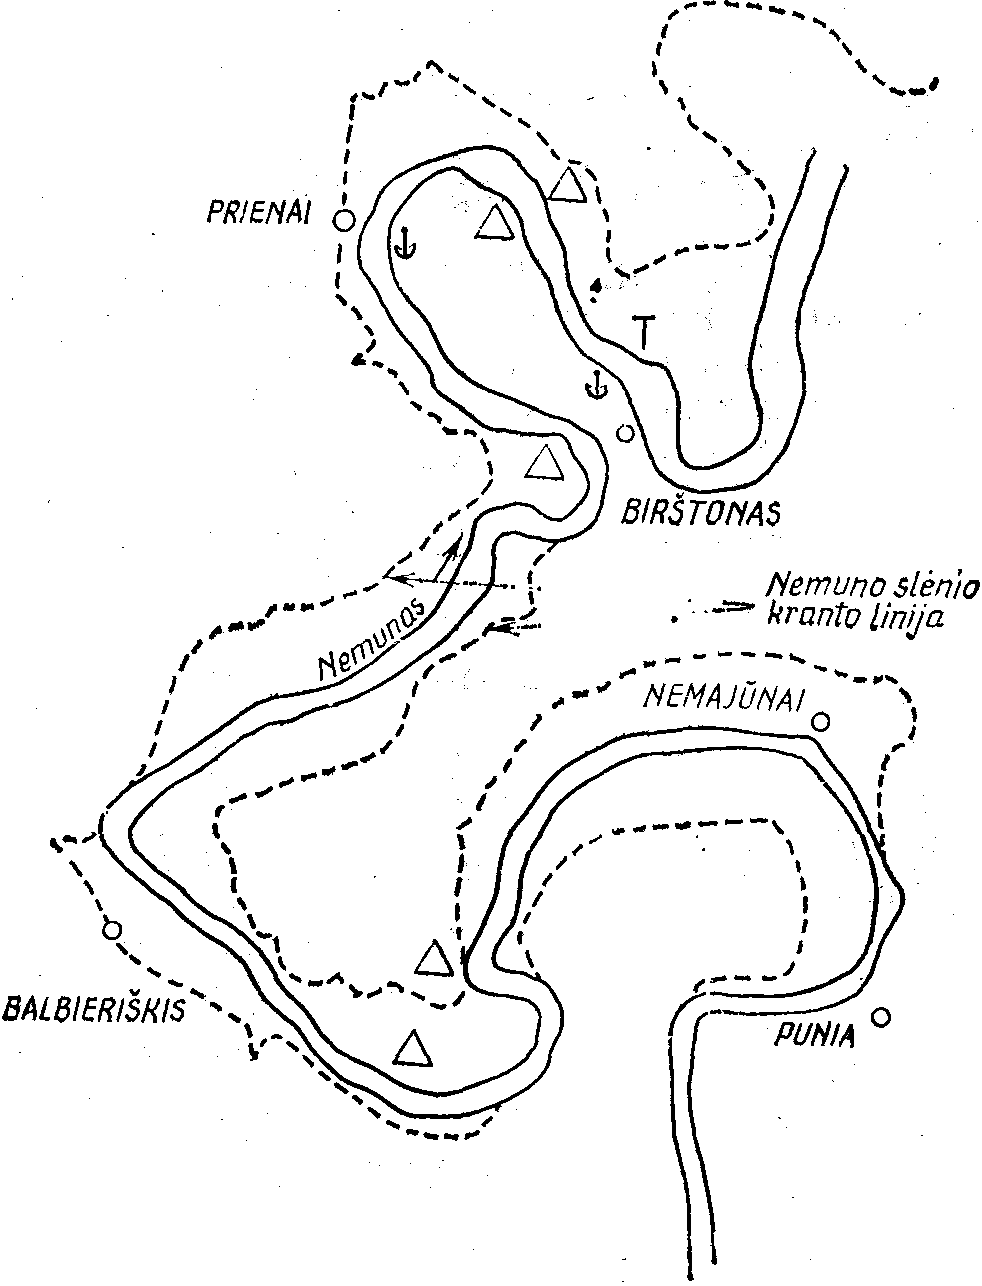 PRIENAI
T
BIRŠTONAS
Nemuno slėnio
kranto linija
Nemunas
NEMAJŪNAI
BALBIERIŠKIS
PUNIA